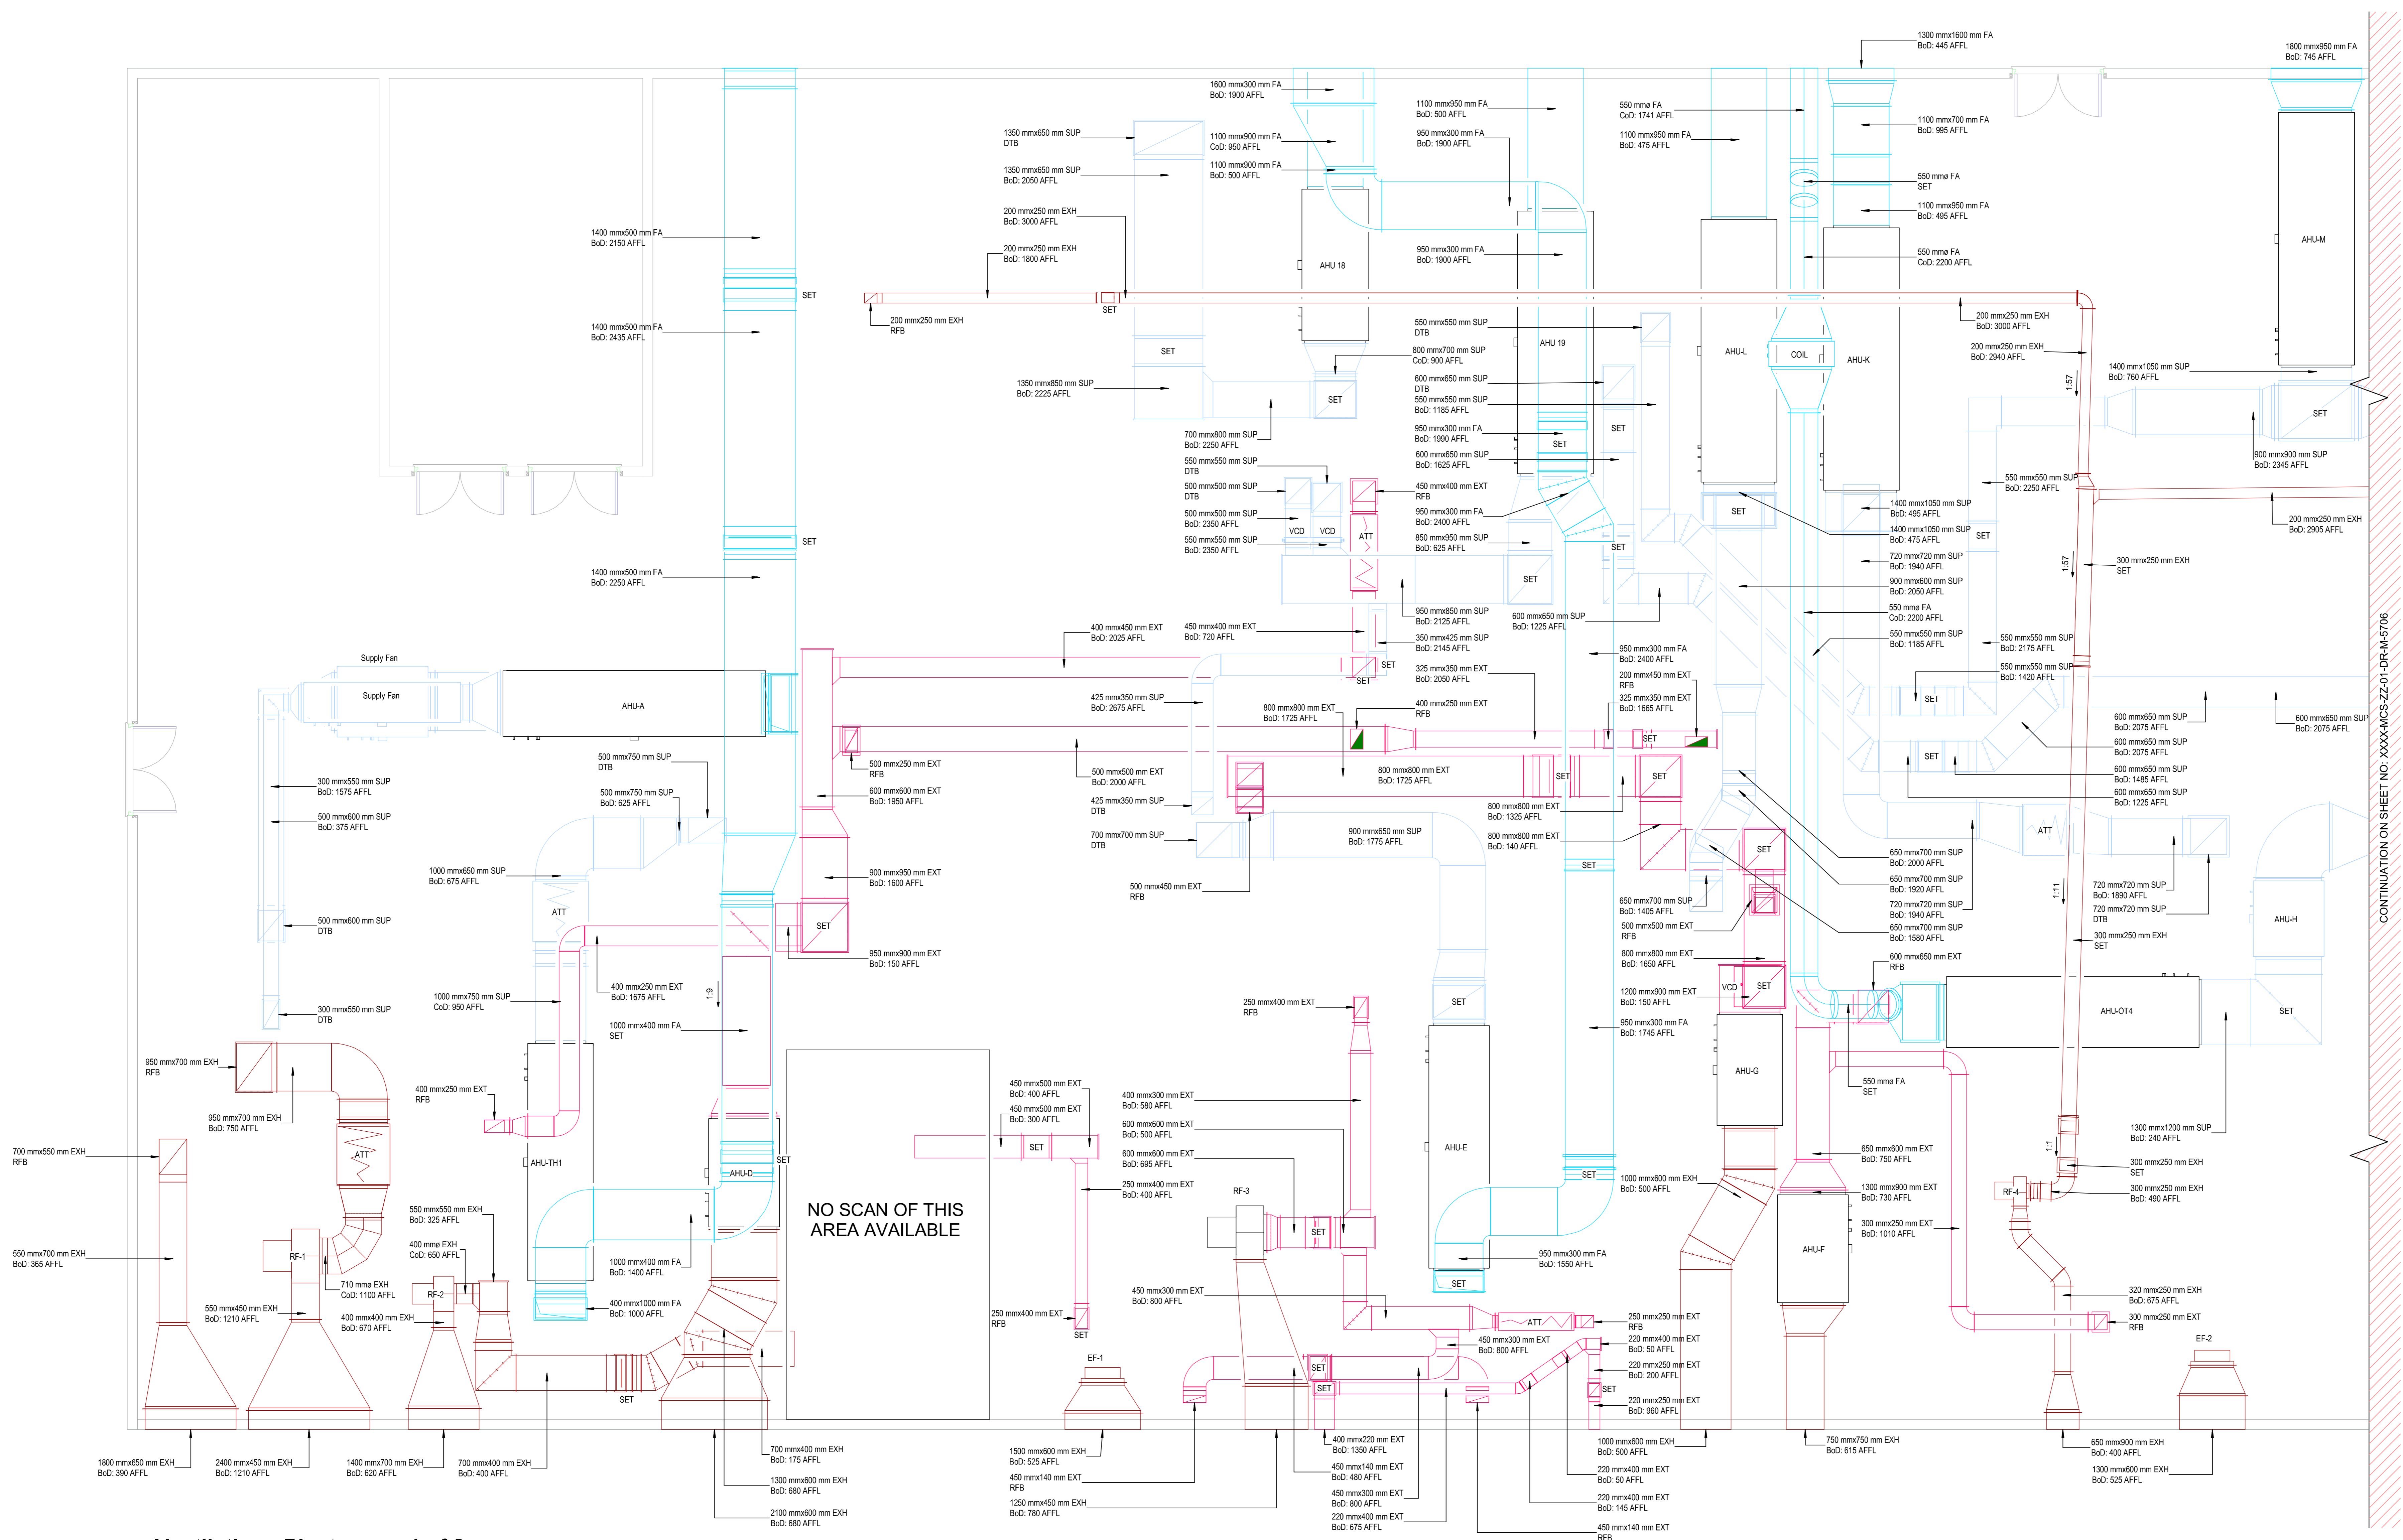 1300 mmx1600 mm FA
BoD: 445 AFFL
1800 mmx950 mm FA
BoD: 745 AFFL
1600 mmx300 mm FA
BoD: 1900 AFFL
1100 mmx950 mm FA
BoD: 500 AFFL
550 mmø FA
CoD: 1741 AFFL
1100 mmx700 mm FA
BoD: 995 AFFL
1350 mmx650 mm SUP
DTB
1100 mmx900 mm FA
CoD: 950 AFFL
950 mmx300 mm FA
BoD: 1900 AFFL
1100 mmx950 mm FA
BoD: 475 AFFL
1350 mmx650 mm SUP
BoD: 2050 AFFL
1100 mmx900 mm FA
BoD: 500 AFFL
550 mmø FA
SET
200 mmx250 mm EXH
BoD: 3000 AFFL
1100 mmx950 mm FA
BoD: 495 AFFL
1400 mmx500 mm FA
BoD: 2150 AFFL
200 mmx250 mm EXH
BoD: 1800 AFFL
AHU 18
950 mmx300 mm FA
BoD: 1900 AFFL
550 mmø FA
CoD: 2200 AFFL
AHU-M
SET
SET
200 mmx250 mm EXH
RFB
1400 mmx500 mm FA
BoD: 2435 AFFL
550 mmx550 mm SUP
DTB
200 mmx250 mm EXH
BoD: 3000 AFFL
SET
800 mmx700 mm SUP
CoD: 900 AFFL
AHU 19
AHU-L
COIL
AHU-K
200 mmx250 mm EXH
BoD: 2940 AFFL
1350 mmx850 mm SUP
BoD: 2225 AFFL
SET
600 mmx650 mm SUP
DTB
1:57
1400 mmx1050 mm SUP
BoD: 760 AFFL
550 mmx550 mm SUP
BoD: 1185 AFFL
SET
SET
700 mmx800 mm SUP
BoD: 2250 AFFL
950 mmx300 mm FA
BoD: 1990 AFFL
SET
550 mmx550 mm SUP
DTB
600 mmx650 mm SUP
BoD: 1625 AFFL
900 mmx900 mm SUP
BoD: 2345 AFFL
500 mmx500 mm SUP
DTB
450 mmx400 mm EXT
RFB
550 mmx550 mm SUP
BoD: 2250 AFFL
500 mmx500 mm SUP
BoD: 2350 AFFL
VCD
VCD
ATT
950 mmx300 mm FA
BoD: 2400 AFFL
SET
1400 mmx1050 mm SUP
BoD: 495 AFFL
200 mmx250 mm EXH
BoD: 2905 AFFL
SET
550 mmx550 mm SUP
BoD: 2350 AFFL
850 mmx950 mm SUP
BoD: 625 AFFL
SET
1400 mmx1050 mm SUP
BoD: 475 AFFL
SET
1400 mmx500 mm FA
BoD: 2250 AFFL
SET
720 mmx720 mm SUP
BoD: 1940 AFFL
1:57
300 mmx250 mm EXH
SET
900 mmx600 mm SUP
BoD: 2050 AFFL
950 mmx850 mm SUP
BoD: 2125 AFFL
600 mmx650 mm SUP
BoD: 1225 AFFL
550 mmø FA
CoD: 2200 AFFL
400 mmx450 mm EXT
BoD: 2025 AFFL
450 mmx400 mm EXT
BoD: 720 AFFL
350 mmx425 mm SUP
BoD: 2145 AFFL
550 mmx550 mm SUP
BoD: 1185 AFFL
550 mmx550 mm SUP
BoD: 2175 AFFL
Supply Fan
SET
950 mmx300 mm FA
BoD: 2400 AFFL
550 mmx550 mm SUP
BoD: 1420 AFFL
SET
325 mmx350 mm EXT
BoD: 2050 AFFL
200 mmx450 mm EXT
RFB
Supply Fan
AHU-A
425 mmx350 mm SUP
BoD: 2675 AFFL
800 mmx800 mm EXT
BoD: 1725 AFFL
400 mmx250 mm EXT
RFB
325 mmx350 mm EXT
BoD: 1665 AFFL
SET
600 mmx650 mm SUP
BoD: 2075 AFFL
600 mmx650 mm SUP
BoD: 2075 AFFL
SET
SET
600 mmx650 mm SUP
BoD: 2075 AFFL
500 mmx750 mm SUP
DTB
500 mmx250 mm EXT
RFB
500 mmx500 mm EXT
BoD: 2000 AFFL
800 mmx800 mm EXT
BoD: 1725 AFFL
SET
SET
600 mmx650 mm SUP
BoD: 1485 AFFL
300 mmx550 mm SUP
BoD: 1575 AFFL
500 mmx750 mm SUP
BoD: 625 AFFL
600 mmx600 mm EXT
BoD: 1950 AFFL
425 mmx350 mm SUP
DTB
800 mmx800 mm EXT
BoD: 1325 AFFL
600 mmx650 mm SUP
BoD: 1225 AFFL
500 mmx600 mm SUP
BoD: 375 AFFL
700 mmx700 mm SUP
DTB
900 mmx650 mm SUP
BoD: 1775 AFFL
800 mmx800 mm EXT
BoD: 140 AFFL
SET
ATT
650 mmx700 mm SUP
BoD: 2000 AFFL
1000 mmx650 mm SUP
BoD: 675 AFFL
900 mmx950 mm EXT
BoD: 1600 AFFL
500 mmx450 mm EXT
RFB
SET
650 mmx700 mm SUP
BoD: 1920 AFFL
720 mmx720 mm SUP
BoD: 1890 AFFL
ATT
650 mmx700 mm SUP
BoD: 1405 AFFL
720 mmx720 mm SUP
BoD: 1940 AFFL
1:11
720 mmx720 mm SUP
DTB
AHU-H
500 mmx600 mm SUP
DTB
SET
500 mmx500 mm EXT
RFB
650 mmx700 mm SUP
BoD: 1580 AFFL
300 mmx250 mm EXH
SET
950 mmx900 mm EXT
BoD: 150 AFFL
800 mmx800 mm EXT
BoD: 1650 AFFL
600 mmx650 mm EXT
RFB
400 mmx250 mm EXT
BoD: 1675 AFFL
1:9
1000 mmx750 mm SUP
CoD: 950 AFFL
250 mmx400 mm EXT
RFB
SET
1200 mmx900 mm EXT
BoD: 150 AFFL
VCD
SET
300 mmx550 mm SUP
DTB
1000 mmx400 mm FA
SET
950 mmx300 mm FA
BoD: 1745 AFFL
AHU-OT4
SET
950 mmx700 mm EXH
RFB
400 mmx250 mm EXT
RFB
450 mmx500 mm EXT
BoD: 400 AFFL
400 mmx300 mm EXT
BoD: 580 AFFL
AHU-G
550 mmø FA
SET
950 mmx700 mm EXH
BoD: 750 AFFL
450 mmx500 mm EXT
BoD: 300 AFFL
600 mmx600 mm EXT
BoD: 500 AFFL
1300 mmx1200 mm SUP
BoD: 240 AFFL
700 mmx550 mm EXH
RFB
ATT
AHU-TH1
AHU-D
SET
SET
600 mmx600 mm EXT
BoD: 695 AFFL
AHU-E
SET
1:1
650 mmx600 mm EXT
BoD: 750 AFFL
300 mmx250 mm EXH
SET
NO SCAN OF THIS
AREA AVAILABLE
250 mmx400 mm EXT
BoD: 400 AFFL
RF-3
1000 mmx600 mm EXH
BoD: 500 AFFL
1300 mmx900 mm EXT
BoD: 730 AFFL
RF-4
300 mmx250 mm EXH
BoD: 490 AFFL
550 mmx550 mm EXH
BoD: 325 AFFL
300 mmx250 mm EXT
BoD: 1010 AFFL
550 mmx700 mm EXH
BoD: 365 AFFL
RF-1
400 mmø EXH
CoD: 650 AFFL
SET
AHU-F
1000 mmx400 mm FA
BoD: 1400 AFFL
950 mmx300 mm FA
BoD: 1550 AFFL
710 mmø EXH
CoD: 1100 AFFL
RF-2
SET
450 mmx300 mm EXT
BoD: 800 AFFL
320 mmx250 mm EXH
BoD: 675 AFFL
550 mmx450 mm EXH
BoD: 1210 AFFL
400 mmx400 mm EXH
BoD: 670 AFFL
400 mmx1000 mm FA
BoD: 1000 AFFL
250 mmx400 mm EXT
RFB
SET
ATT
250 mmx250 mm EXT
RFB
300 mmx250 mm EXT
RFB
450 mmx300 mm EXT
BoD: 800 AFFL
220 mmx400 mm EXT
BoD: 50 AFFL
EF-2
EF-1
SET
SET
220 mmx250 mm EXT
BoD: 200 AFFL
SET
SET
220 mmx250 mm EXT
BoD: 960 AFFL
1800 mmx650 mm EXH
BoD: 390 AFFL
2400 mmx450 mm EXH
BoD: 1210 AFFL
1400 mmx700 mm EXH
BoD: 620 AFFL
700 mmx400 mm EXH
BoD: 400 AFFL
700 mmx400 mm EXH
BoD: 175 AFFL
1500 mmx600 mm EXH
BoD: 525 AFFL
400 mmx220 mm EXT
BoD: 1350 AFFL
1000 mmx600 mm EXH
BoD: 500 AFFL
750 mmx750 mm EXH
BoD: 615 AFFL
650 mmx900 mm EXH
BoD: 400 AFFL
1300 mmx600 mm EXH
BoD: 680 AFFL
450 mmx140 mm EXT
RFB
450 mmx140 mm EXT
BoD: 480 AFFL
220 mmx400 mm EXT
BoD: 50 AFFL
1300 mmx600 mm EXH
BoD: 525 AFFL
2100 mmx600 mm EXH
BoD: 680 AFFL
1250 mmx450 mm EXH
BoD: 780 AFFL
450 mmx300 mm EXT
BoD: 800 AFFL
220 mmx400 mm EXT
BoD: 145 AFFL
220 mmx400 mm EXT
BoD: 675 AFFL
450 mmx140 mm EXT
RFB
CONTINUATION ON SHEET NO: XXXX-MCS-ZZ-01-DR-M-5706